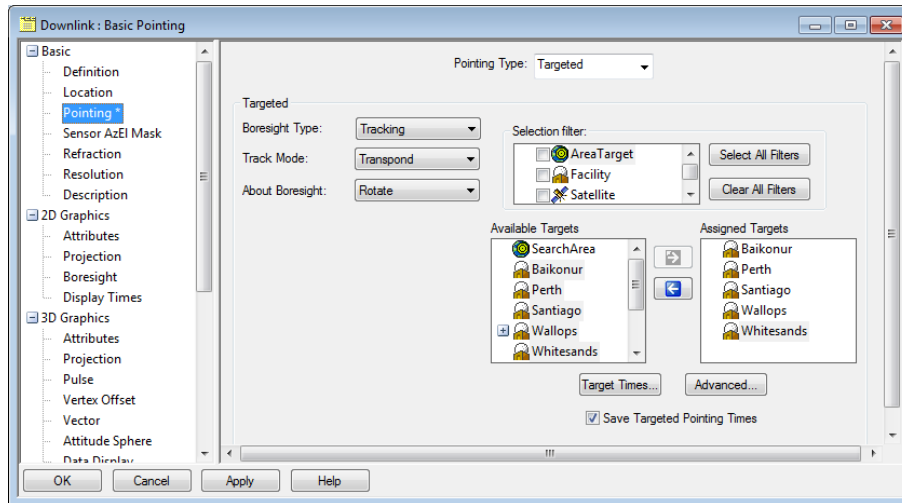 Downlink : Basic Pointing
Basic
Definition
Location
Pointing *
Sensor AzEl Mask
Refraction
Resolution
Description
2D Graphics
Attributes
Projection
Boresight
Display Times
3D Graphics
Attributes
Projection
Pulse
Vertex Offset
Vector
Attitude Sphere
Data Display
Pointing Type: Targeted
Targeted
Boresight Type: Tracking
Track Mode: Transpond
About Boresight: Rotate
Selection filter:
AreaTarget
Facility
Satellite
Select All Filters
Clear All Filters
Available Targets
SearchArea
Baikonur
Perth
Santiago
Wallops
Whitesands
Assigned Targets
Baikonur
Perth
Santiago
Wallops
Whitesands
Target Times...
Advanced...
Save Targeted Pointing Times
OK
Cancel
Apply
Help